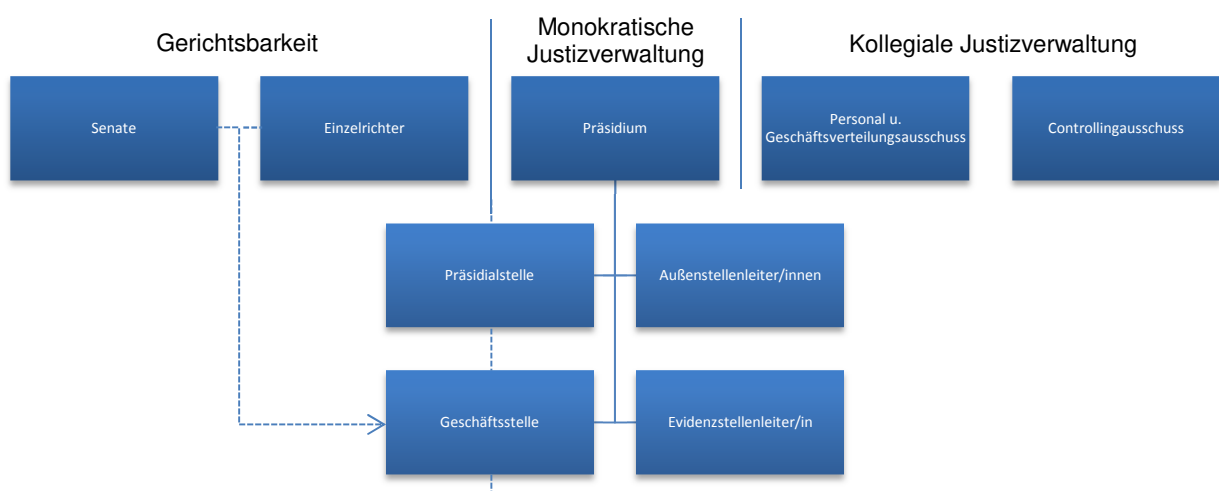 Gerichtsbarkeit
Monokratische
Justizverwaltung
Kollegiale Justizverwaltung
Senate
Einzelrichter
Präsidium
Personal u.
Geschäftsverteilungsausschuss
Controllingausschuss
Präsidialstelle
Außenstellenleiter/innen
Geschäftsstelle
Evidenzstellenleiter/in